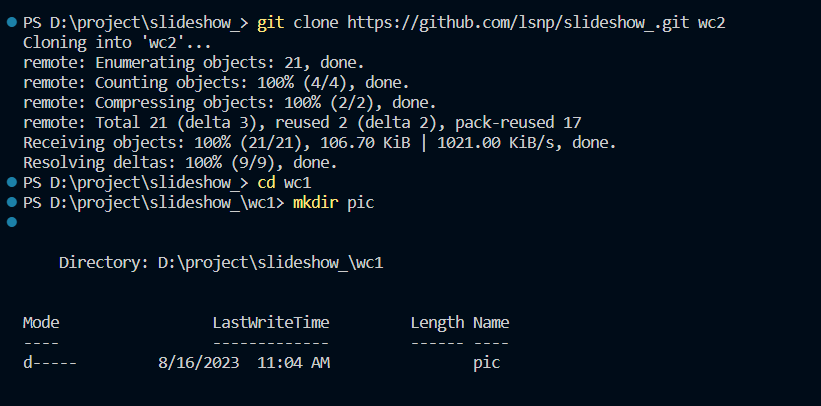 PS D:\project\slideshow_> git clone https://github.com/lsnp/slideshow_.git wc2
Cloning into 'wc2'...
remote: Enumerating objects: 21, done.
remote: Counting objects: 100% (4/4), done.
remote: Compressing objects: 100% (2/2), done.
remote: Total 21 (delta 3), reused 2 (delta 2), pack-reused 17
Receiving objects: 100% (21/21), 106.70 KiB | 1021.00 KiB/s, done.
Resolving deltas: 100% (9/9), done.
PS D:\project\slideshow_> cd wc1
PS D:\project\slideshow_\wc1> mkdir pic
Directory: D:\project\slideshow_\wc1
Mode LastWriteTime Length Name
---- ------------- ------ ----
d----- 8/16/2023 11:04 AM pic